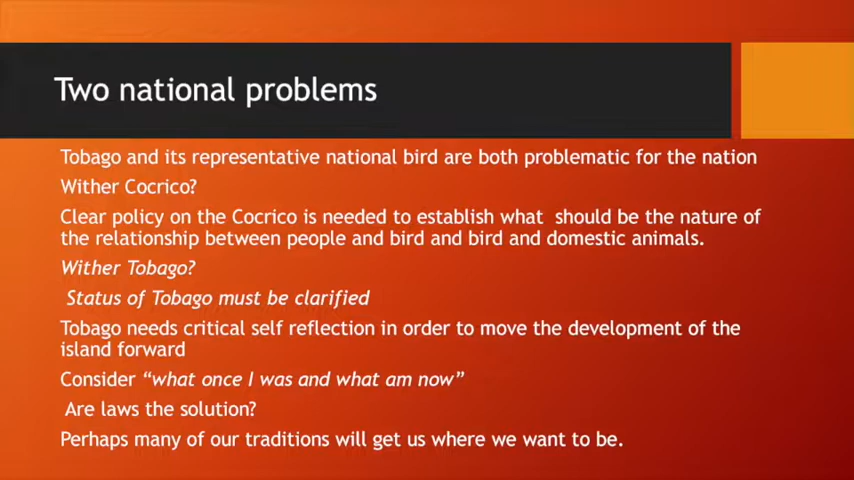 Two national problems
Tobago and its representative national bird are both problematic for the nation
Wither Cocrico?
Clear policy on the Cocrico is needed to establish what  should be the nature of
the relationship between people and bird and bird and domestic animals.
Wither Tobago?
Status of Tobago must be clarified
Tobago needs critical self reflection in order to move the development of the
island forward
Consider “what once I was and what am now”
Are laws the solution?
Perhaps many of our traditions will get us where we want to be.